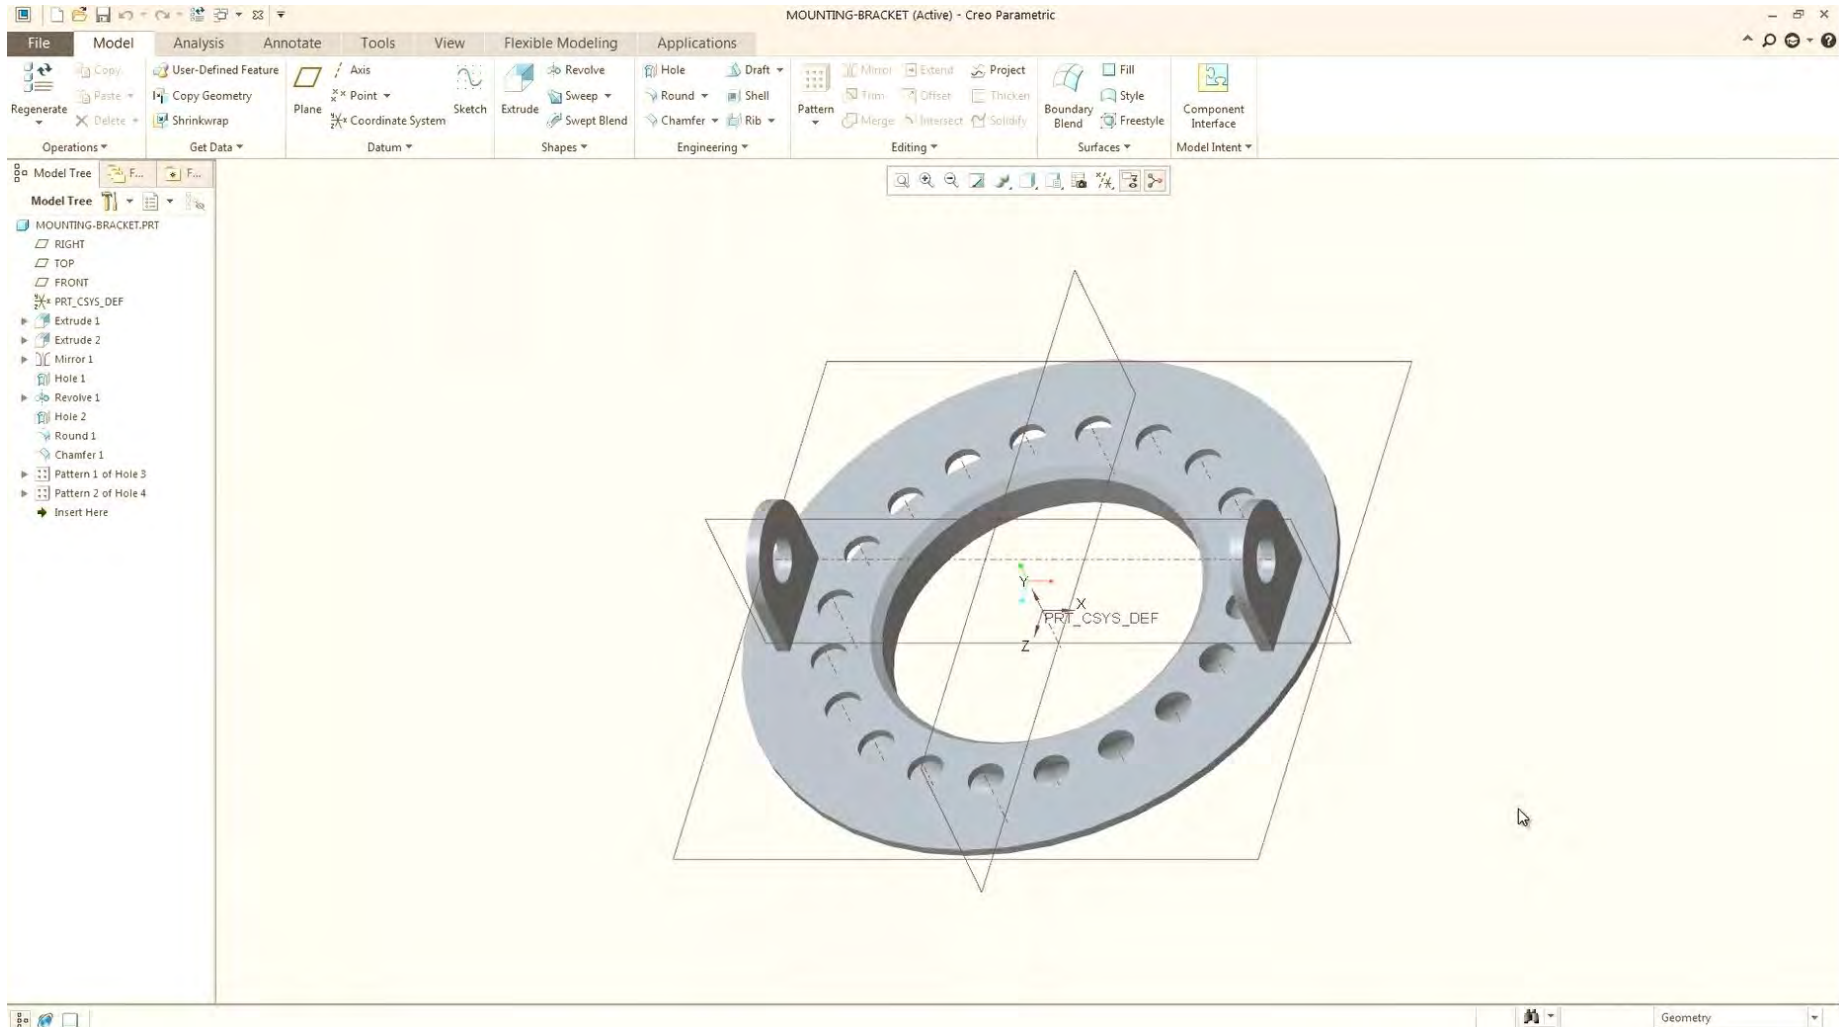 MOUNTING-BRACKET (Active) - Creo Parametric
File Model Analysis Annotate Tools View Flexible Modeling Applications
Regenerate
Copy
Paste
Delete
Operations
User-Defined Feature
Copy Geometry
Shrinkwrap
Get Data
Plane
Axis
Point
Coordinate System
Sketch
Datum
Extrude
Revolve
Sweep
Swept Blend
Shapes
Hole
Round
Chamfer
Draft
Shell
Rib
Engineering
Pattern
Mirror
Trim
Merge
Extend
Offset
Intersect
Project
Thicken
Solidify
Editing
Boundary
Blend
Fill
Style
Freestyle
Surfaces
Component
Interface
Model Intent
Model Tree F... F...
Model Tree
MOUNTING-BRACKET.PRT
RIGHT
TOP
FRONT
PRT_CSYS_DEF
Extrude 1
Extrude 2
Mirror 1
Hole 1
Revolve 1
Hole 2
Round 1
Chamfer 1
Pattern 1 of Hole 3
Pattern 2 of Hole 4
Insert Here
Y
X
PRT_CSYS_DEF
Z
Geometry